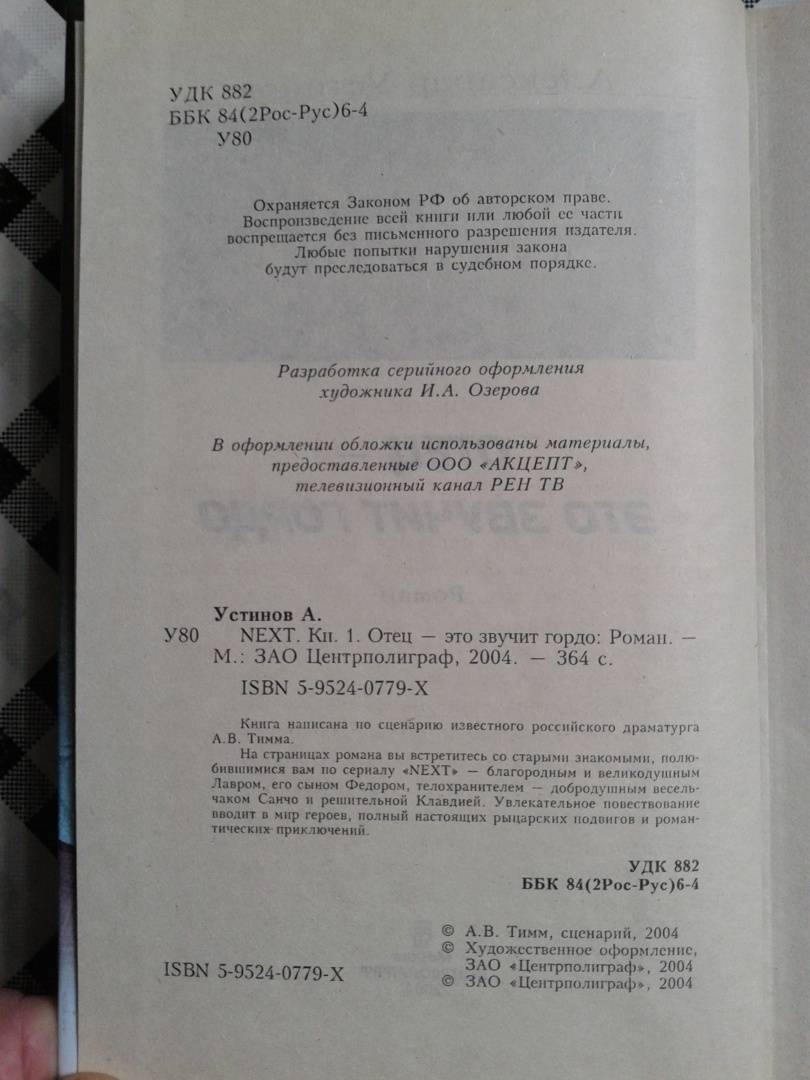 УДК 882
ББК 84(2Рос-Рус)6-4
У80
Охраняется Законом РФ об авторском праве.
Воспроизведение всей книги или любой ее части
воспрещается без письменного разрешения издателя.
Любые попытки нарушения закона
будут преследоваться в судебном порядке.
Разработка серийного оформления
художника И.А. Озерова
В оформлении обложки использованы материалы,
предоставленные ООО «АКЦЕПТ»,
телевизионный канал РЕН ТВ
Устинов А.
У80 NEXT. Кн. 1. Отец — это звучит гордо: Роман. —
М.: ЗАО Центрполиграф, 2004. — 364 с.
ISBN 5-9524-0779-X
Книга написана по сценарию известного российского драматурга
А.В. Тимма.
На страницах романа вы встретитесь со старыми знакомыми, полю-
бившимися вам по сериалу «NEXT» — благородным и великодушным
Лавром, его сыном Федором, телохранителем — добродушным весель-
чаком Санчо и решительной Клавдией. Увлекательное повествование
вводит в мир героев, полный настоящих рыцарских подвигов и роман-
тических приключений.
УДК 882
ББК 84(2Рос-Рус)6-4
© А.В. Тимм, сценарий, 2004
© Художественное оформление,
ЗАО «Центрполиграф», 2004
ISBN 5-9524-0779-X © ЗАО «Центрполиграф», 2004